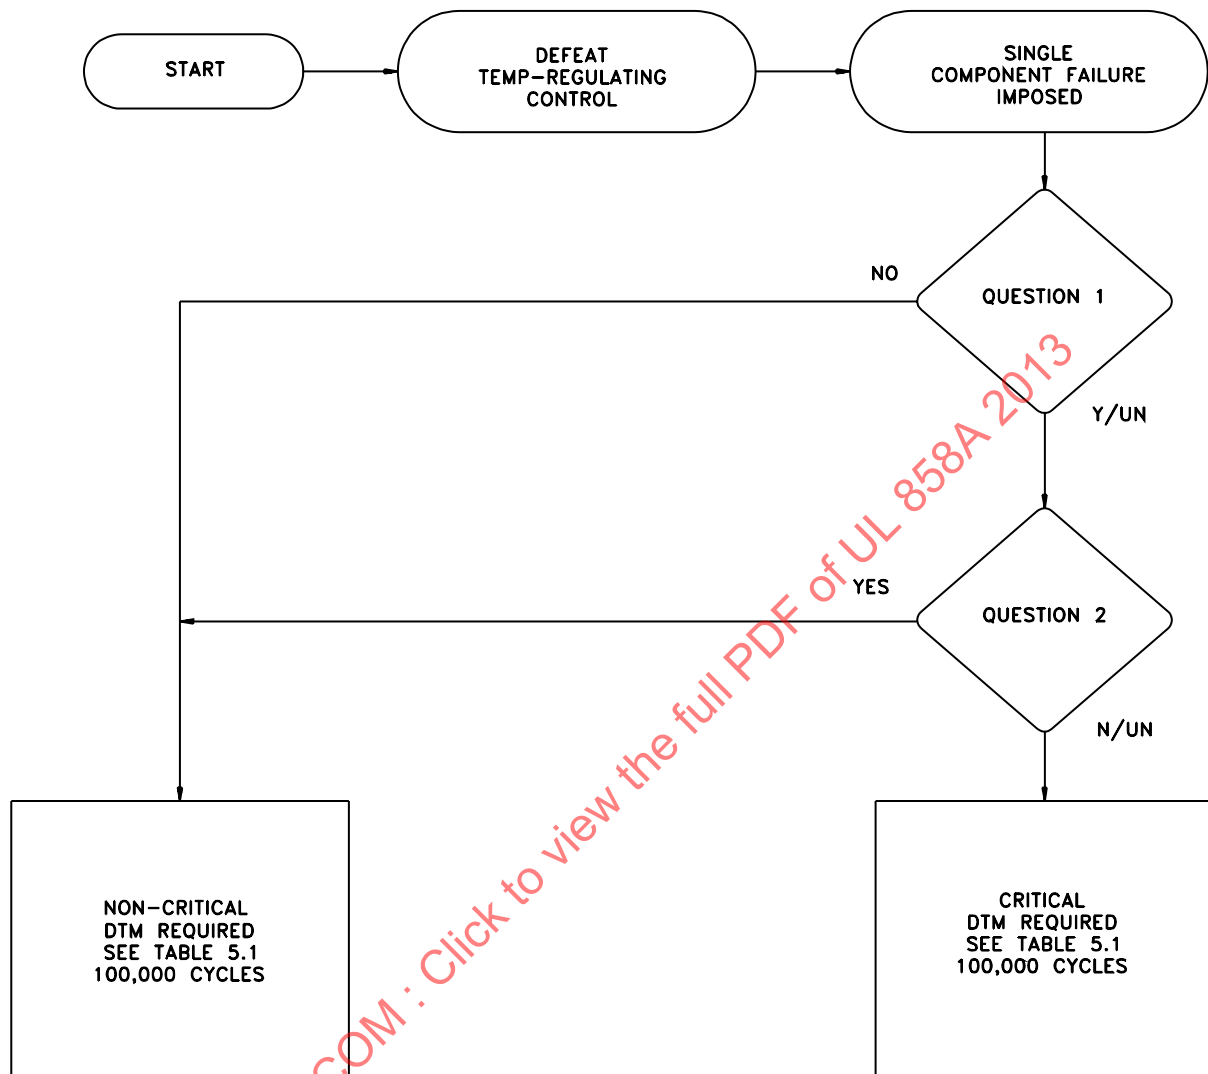 START
DEFEAT
TEMP-REGULATING
CONTROL
SINGLE
COMPONENT FAILURE
IMPOSED
NO
QUESTION 1
Y/UN
YES
QUESTION 2
N/UN
NON-CRITICAL
DTM REQUIRED
SEE TABLE 5.1
100,000 CYCLES
CRITICAL
DTM REQUIRED
SEE TABLE 5.1
100,000 CYCLES
COM : Click to view the full PDF of UL 858A 2013